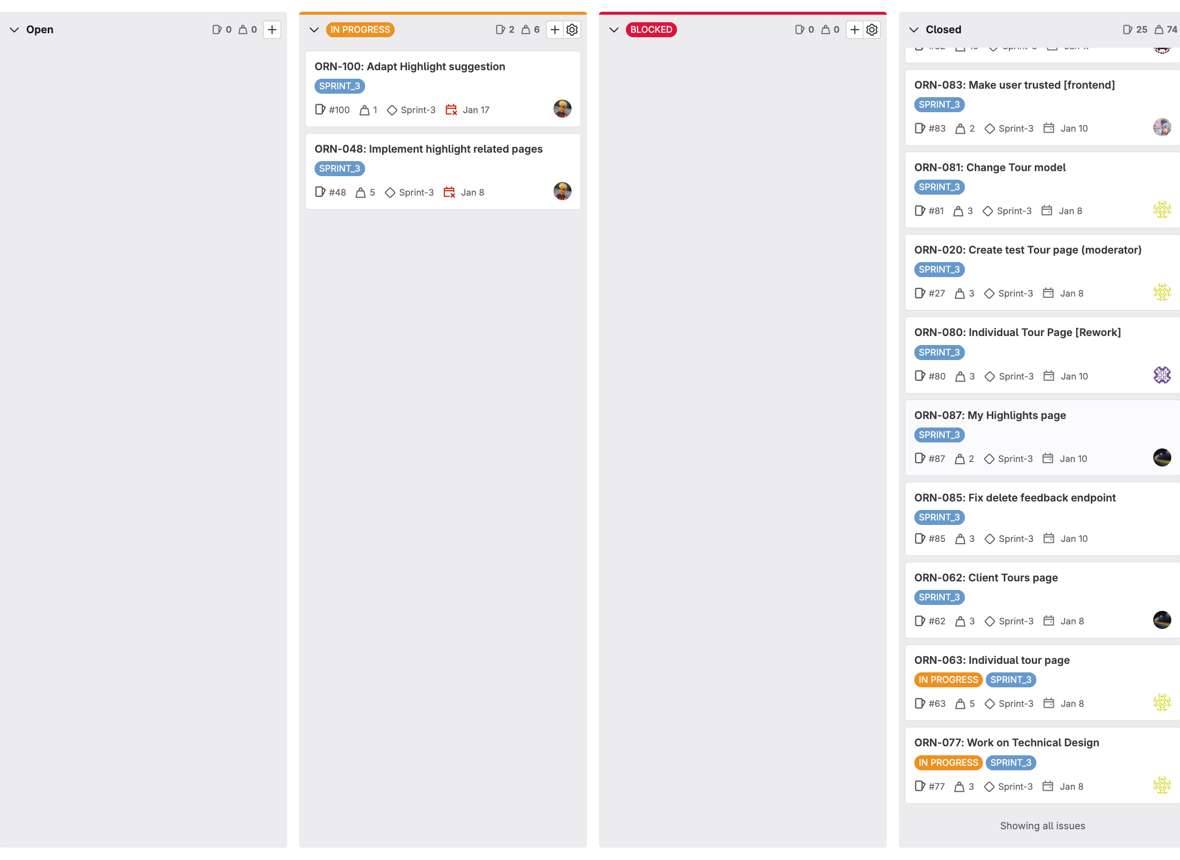 Open 0 0
IN PROGRESS 2 6
ORN-100: Adapt Highlight suggestion
SPRINT_3
#100 1 Sprint-3 Jan 17
ORN-048: Implement highlight related pages
SPRINT_3
#48 5 Sprint-3 Jan 8
BLOCKED 0 0
Closed 25 74
ORN-083: Make user trusted [frontend]
SPRINT_3
#83 2 Sprint-3 Jan 10
ORN-081: Change Tour model
SPRINT_3
#81 3 Sprint-3 Jan 8
ORN-020: Create test Tour page (moderator)
SPRINT_3
#27 3 Sprint-3 Jan 8
ORN-080: Individual Tour Page [Rework]
SPRINT_3
#80 3 Sprint-3 Jan 10
ORN-087: My Highlights page
SPRINT_3
#87 2 Sprint-3 Jan 10
ORN-085: Fix delete feedback endpoint
SPRINT_3
#85 3 Sprint-3 Jan 10
ORN-062: Client Tours page
SPRINT_3
#62 3 Sprint-3 Jan 8
ORN-063: Individual tour page
IN PROGRESS SPRINT_3
#63 5 Sprint-3 Jan 8
ORN-077: Work on Technical Design
IN PROGRESS SPRINT_3
#77 3 Sprint-3 Jan 8
Showing all issues